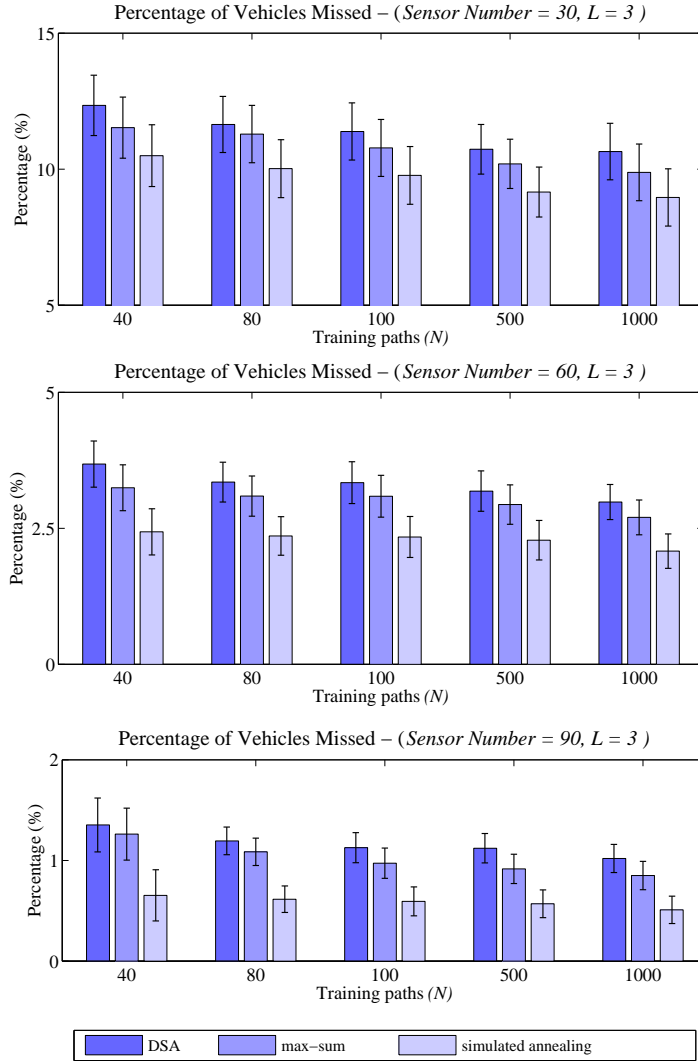 Percentage of Vehicles Missed – ( Sensor Number = 30, L = 3 )
15
10
5
Percentage (%)
40 80 100 500 1000
Training paths (N)
Percentage of Vehicles Missed – ( Sensor Number = 60, L = 3 )
5
2.5
0
Percentage (%)
40 80 100 500 1000
Training paths (N)
Percentage of Vehicles Missed – ( Sensor Number = 90, L = 3 )
2
1
0
Percentage (%)
40 80 100 500 1000
Training paths (N)
DSA max–sum simulated annealing